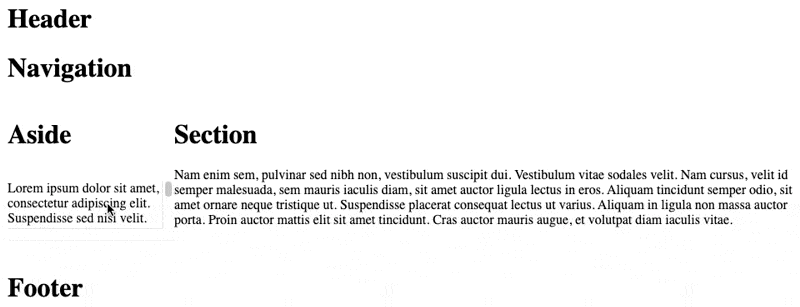 Header
Navigation
Aside
Section
Lorem ipsum dolor sit amet,
consectetur adipiscing elit.
Suspendisse sed nisi velit.
Nam enim sem, pulvinar sed nibh non, vestibulum suscipit dui. Vestibulum vitae sodales velit. Nam cursus, velit id
semper malesuada, sem mauris iaculis diam, sit amet auctor ligula lectus in eros. Aliquam tincidunt semper odio, sit
amet ornare neque tristique ut. Suspendisse placerat consequat lectus ut varius. Aliquam in ligula non massa auctor
porta. Proin auctor mattis elit sit amet tincidunt. Cras auctor mauris augue, et volutpat diam iaculis vitae.
Footer